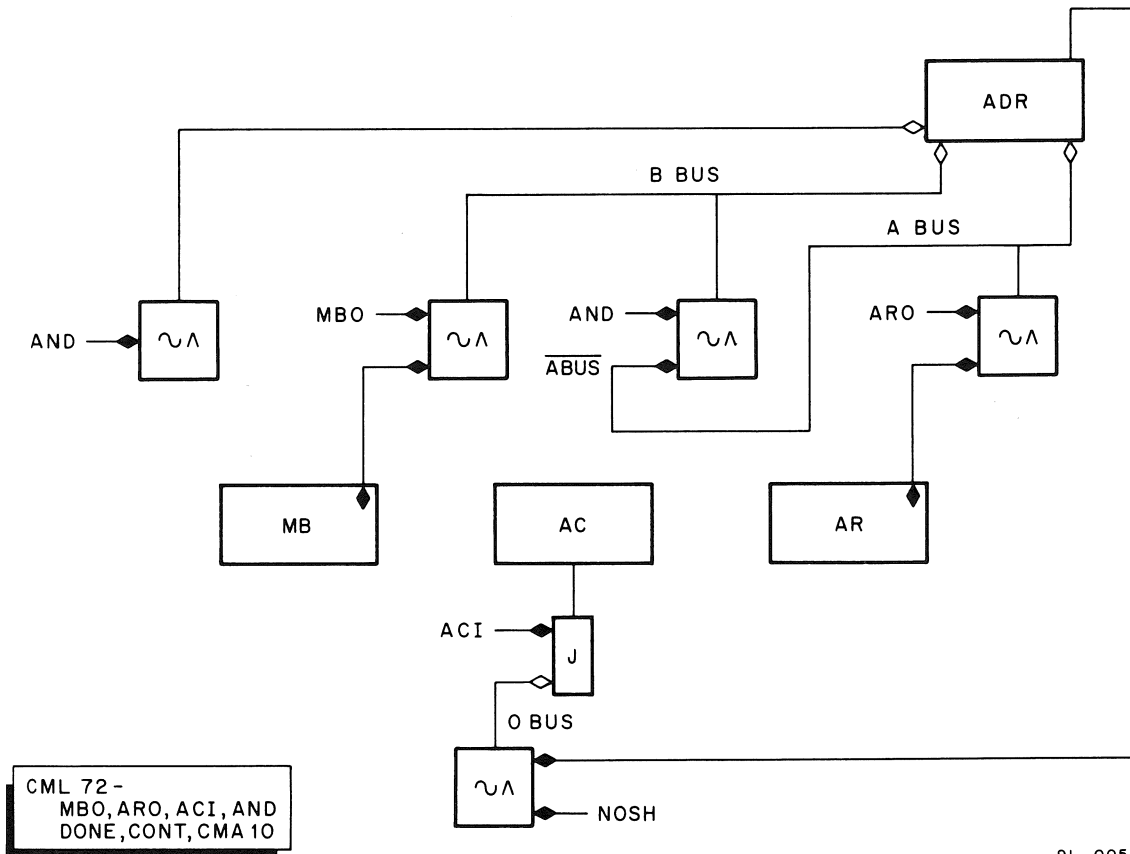 ADR
B BUS
A BUS
AND
∿∧
MBO
∿∧
AND
ABUS
∿∧
ARO
∿∧
MB
AC
AR
ACI
J
O BUS
∿∧
NOSH
CML 72-
MBO, ARO, ACI, AND
DONE, CONT, CMA 10